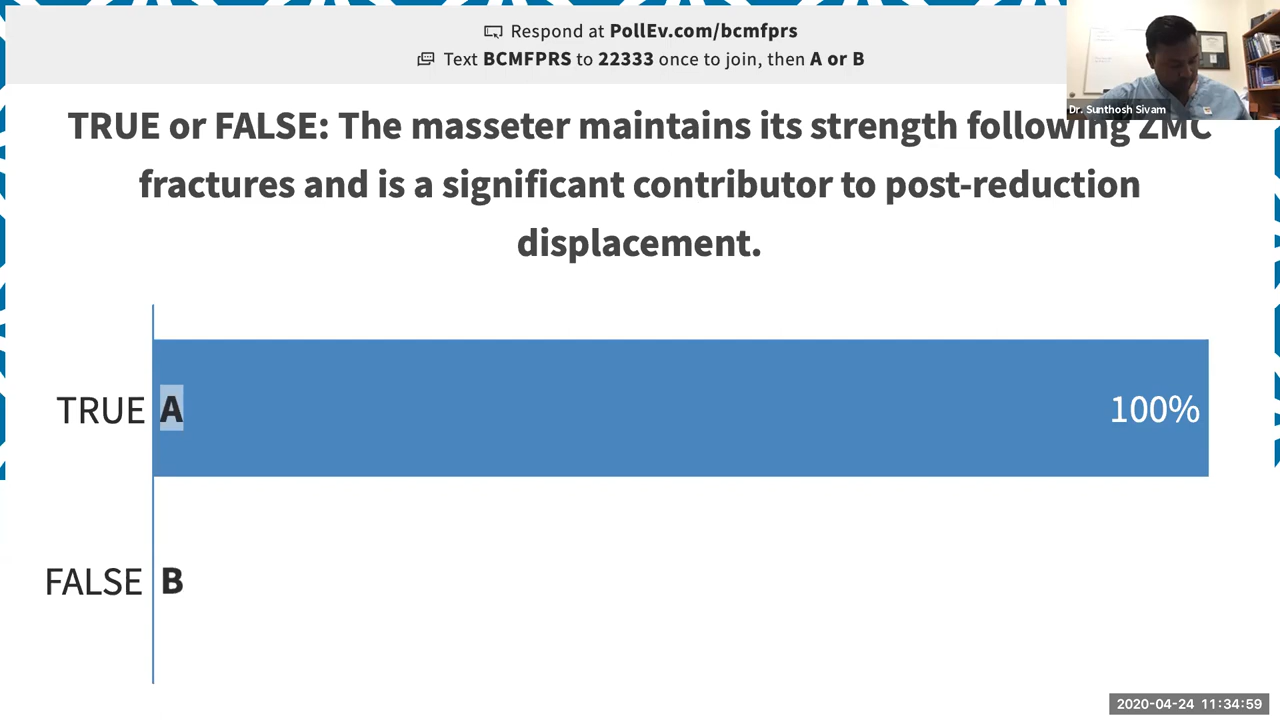 Respond at PollEv.com/bcmfprs
Text BCMFPRS to 22333 once to join, then A or B
Dr. Sunthosh Sivam
TRUE or FALSE: The masseter maintains its strength following ZMC
fractures and is a significant contributor to post-reduction
displacement.
TRUE A 100%
FALSE B
2020-04-24 11:34:59